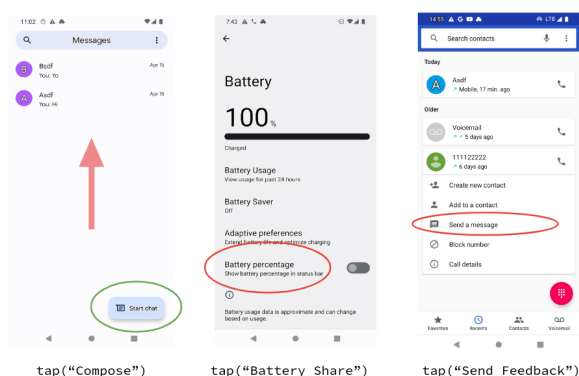 11:02
Messages
B
Bsdf
Apr 15
You: Yo
A
Asdf
Apr 15
You: Hi
Start chat
tap("Compose")
7:43
Battery
100%
Charged
Battery Usage
View usage for past 24 hours
Battery Saver
Off
Adaptive preferences
Extend battery life and optimize charging
Battery percentage
Show battery percentage in status bar
Battery usage data is approximate and can change
based on usage.
tap("Battery Share")
14:55
LTE
Search contacts
Today
A
Asdf
Mobile, 17 min. ago
Older
Voicemail
5 days ago
111122222
6 days ago
Create new contact
Add to a contact
Send a message
Block number
Call details
Favorites
Recents
Contacts
Voicemail
tap("Send Feedback")